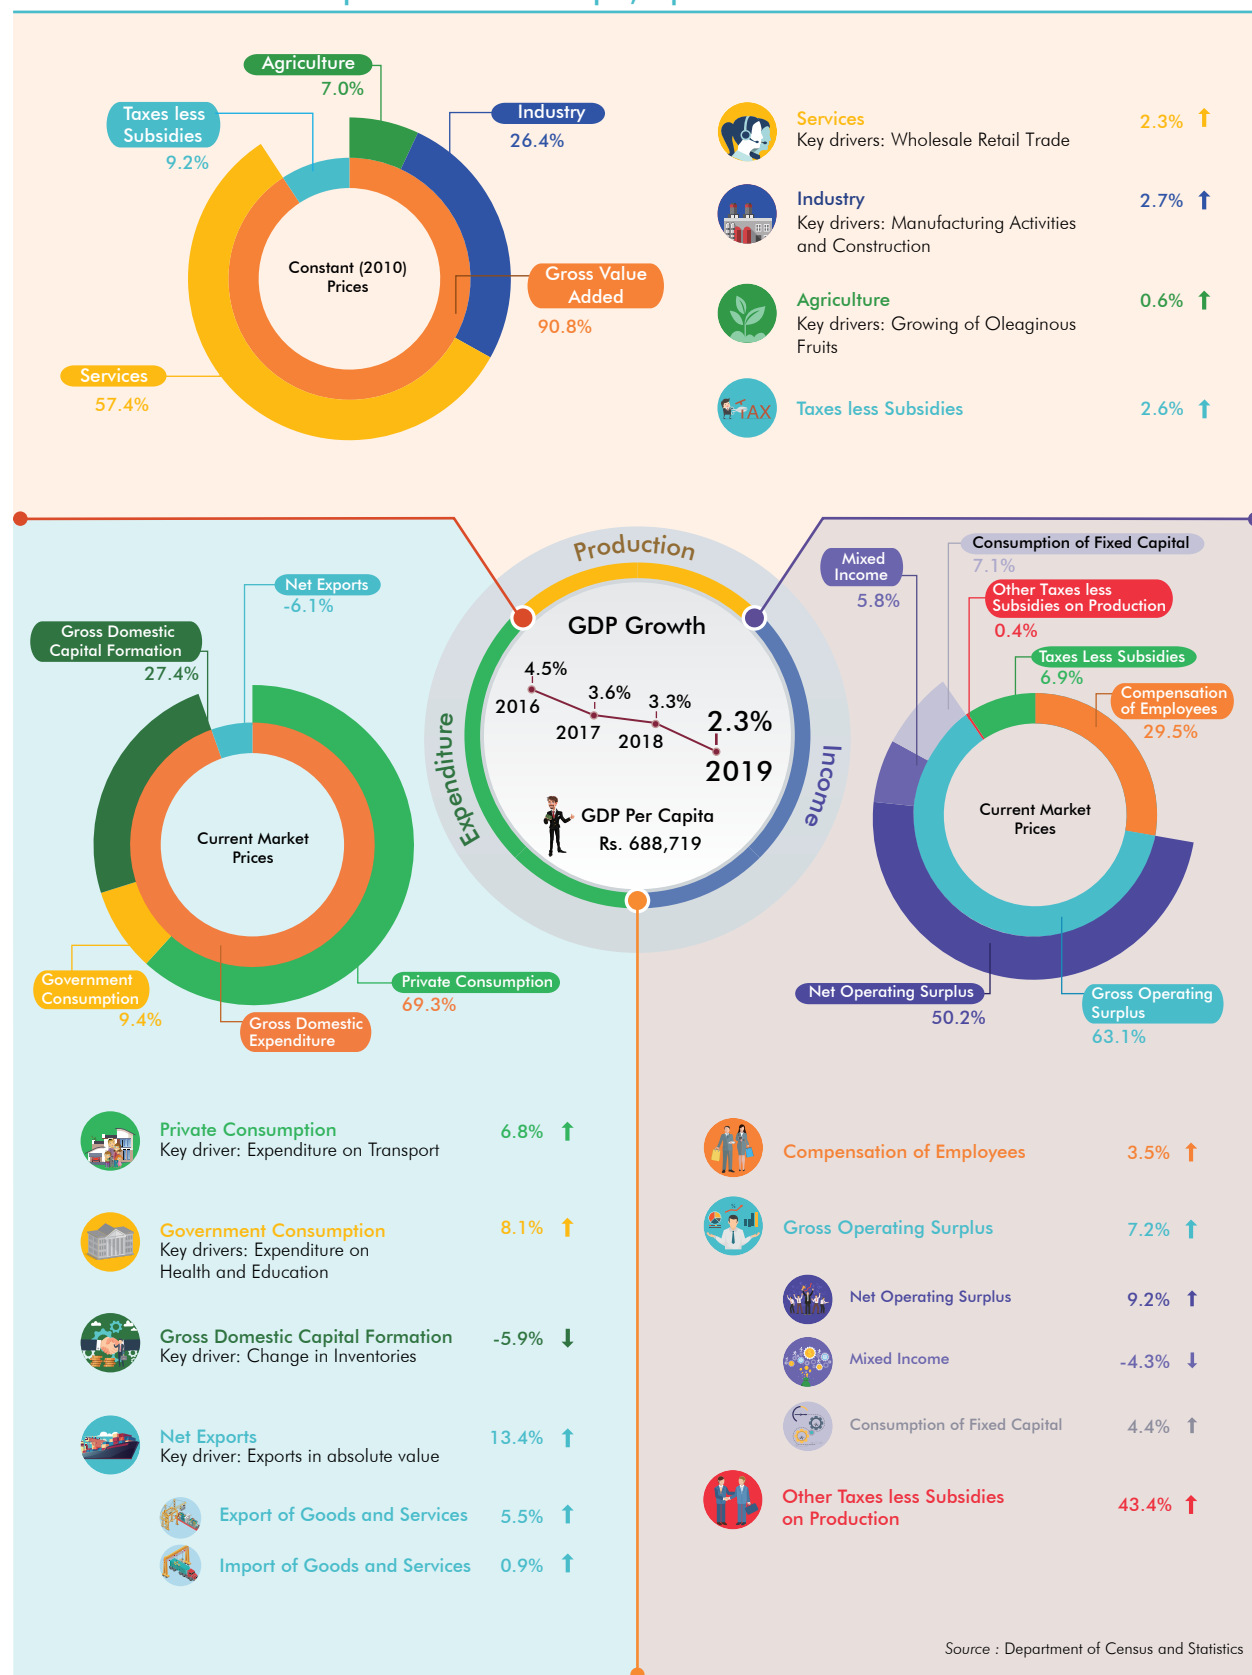 Agriculture
7.0%
Taxes less
Subsidies
9.2%
Industry
26.4%
Constant (2010)
Prices
Gross Value
Added
90.8%
Services
57.4%
Services
Key drivers: Wholesale Retail Trade
2.3%
Industry
Key drivers: Manufacturing Activities
and Construction
2.7%
Agriculture
Key drivers: Growing of Oleaginous
Fruits
0.6%
TAX
Taxes less Subsidies
2.6%
Production
Expenditure
Income
GDP Growth
4.5%
2016
3.6%
2017
3.3%
2018
2.3%
2019
GDP Per Capita
Rs. 688,719
Net Exports
-6.1%
Gross Domestic
Capital Formation
27.4%
Current Market
Prices
Government
Consumption
9.4%
Gross Domestic
Expenditure
Private Consumption
69.3%
Consumption of Fixed Capital
7.1%
Mixed
Income
5.8%
Other Taxes less
Subsidies on Production
0.4%
Taxes Less Subsidies
6.9%
Compensation
of Employees
29.5%
Current Market
Prices
Net Operating Surplus
50.2%
Gross Operating
Surplus
63.1%
Private Consumption
Key driver: Expenditure on Transport
6.8%
Government Consumption
Key drivers: Expenditure on
Health and Education
8.1%
Gross Domestic Capital Formation
Key driver: Change in Inventories
-5.9%
Net Exports
Key driver: Exports in absolute value
13.4%
Export of Goods and Services
5.5%
Import of Goods and Services
0.9%
Compensation of Employees
3.5%
Gross Operating Surplus
7.2%
Net Operating Surplus
9.2%
Mixed Income
-4.3%
Consumption of Fixed Capital
4.4%
Other Taxes less Subsidies
on Production
43.4%
Source : Department of Census and Statistics